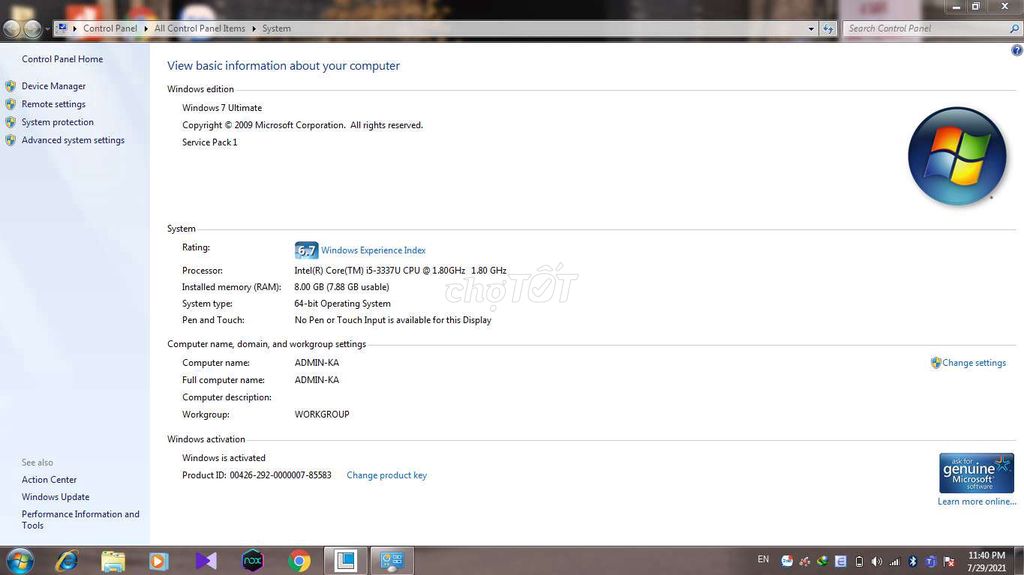 Control Panel ▸ All Control Panel Items ▸ System
Search Control Panel
Control Panel Home
Device Manager
Remote settings
System protection
Advanced system settings
View basic information about your computer
Windows edition
Windows 7 Ultimate
Copyright © 2009 Microsoft Corporation. All rights reserved.
Service Pack 1
System
Rating: 6.7 Windows Experience Index
Processor: Intel(R) Core(TM) i5-3337U CPU @ 1.80GHz 1.80 GHz
Installed memory (RAM): 8.00 GB (7.88 GB usable)
System type: 64-bit Operating System
Pen and Touch: No Pen or Touch Input is available for this Display
chợTỐT
Computer name, domain, and workgroup settings
Computer name: ADMIN-KA
Change settings
Full computer name: ADMIN-KA
Computer description:
Workgroup: WORKGROUP
Windows activation
Windows is activated
Product ID: 00426-292-0000007-85583 Change product key
ask for
genuine
Microsoft
software
Learn more online...
See also
Action Center
Windows Update
Performance Information and
Tools
nox
EN
11:40 PM
7/29/2021